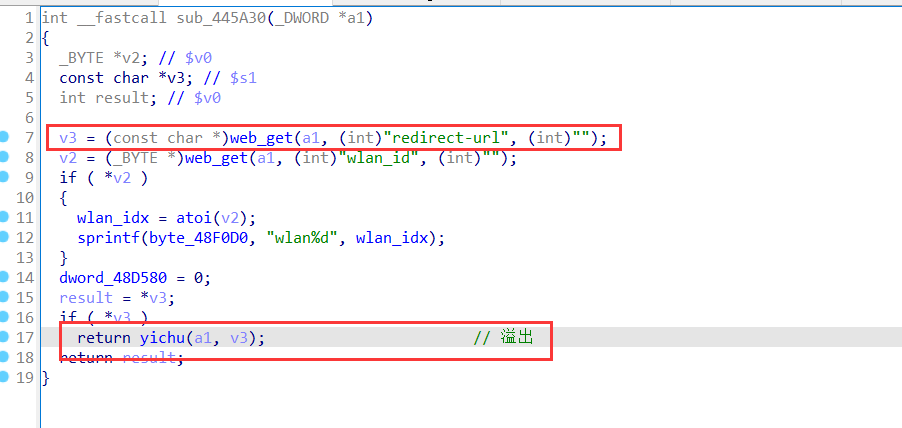 1 int __fastcall sub_445A30(_DWORD *a1)
2 {
3 _BYTE *v2; // $v0
4 const char *v3; // $s1
5 int result; // $v0
6
7 v3 = (const char *)web_get(a1, (int)"redirect-url", (int)"");
8 v2 = (_BYTE *)web_get(a1, (int)"wlan_id", (int)"");
9 if ( *v2 )
10 {
11 wlan_idx = atoi(v2);
12 sprintf(byte_48F0D0, "wlan%d", wlan_idx);
13 }
14 dword_48D580 = 0;
15 result = *v3;
16 if ( *v3 )
17 return yichu(a1, v3); // 溢出
18 return result;
19 }